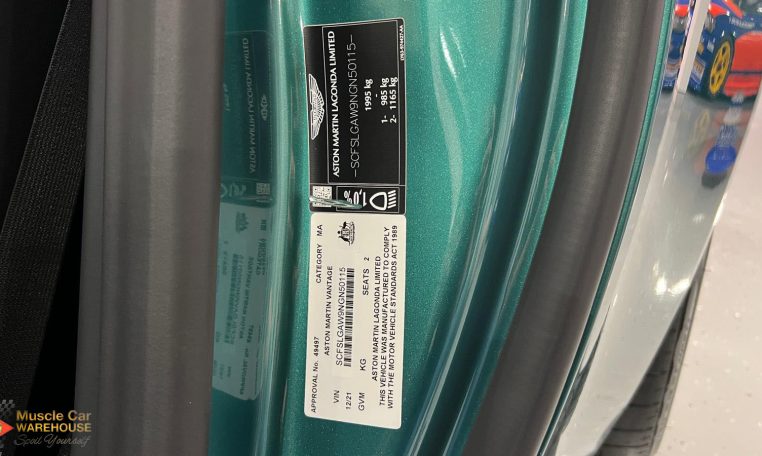 ASTON MARTIN LAGONDA LIMITED
-SCFSLGAW9NGN50115-
1995 kg
-
1- 985 kg
2- 1165 kg
1.0%
APPROVAL No. 49497 CATEGORY MA
ASTON MARTIN VANTAGE
VIN SCFSLGAW9NGN50115
12/21
GVM KG SEATS 2
ASTON MARTIN LAGONDA LIMITED
THIS VEHICLE WAS MANUFACTURED TO COMPLY
WITH THE MOTOR VEHICLE STANDARDS ACT 1989
Muscle Car
WAREHOUSE
Spoil Yourself